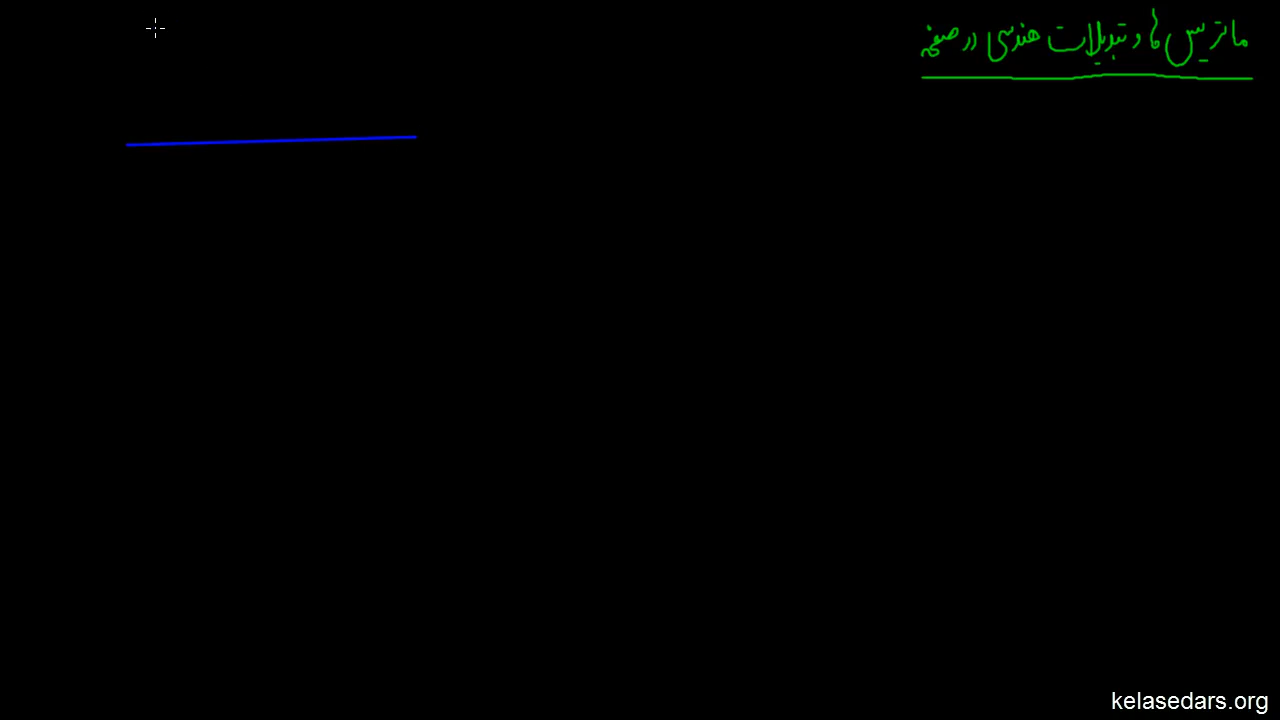 ماتریس ها و تبدیلات هندسی در صفحه
kelasedars.org